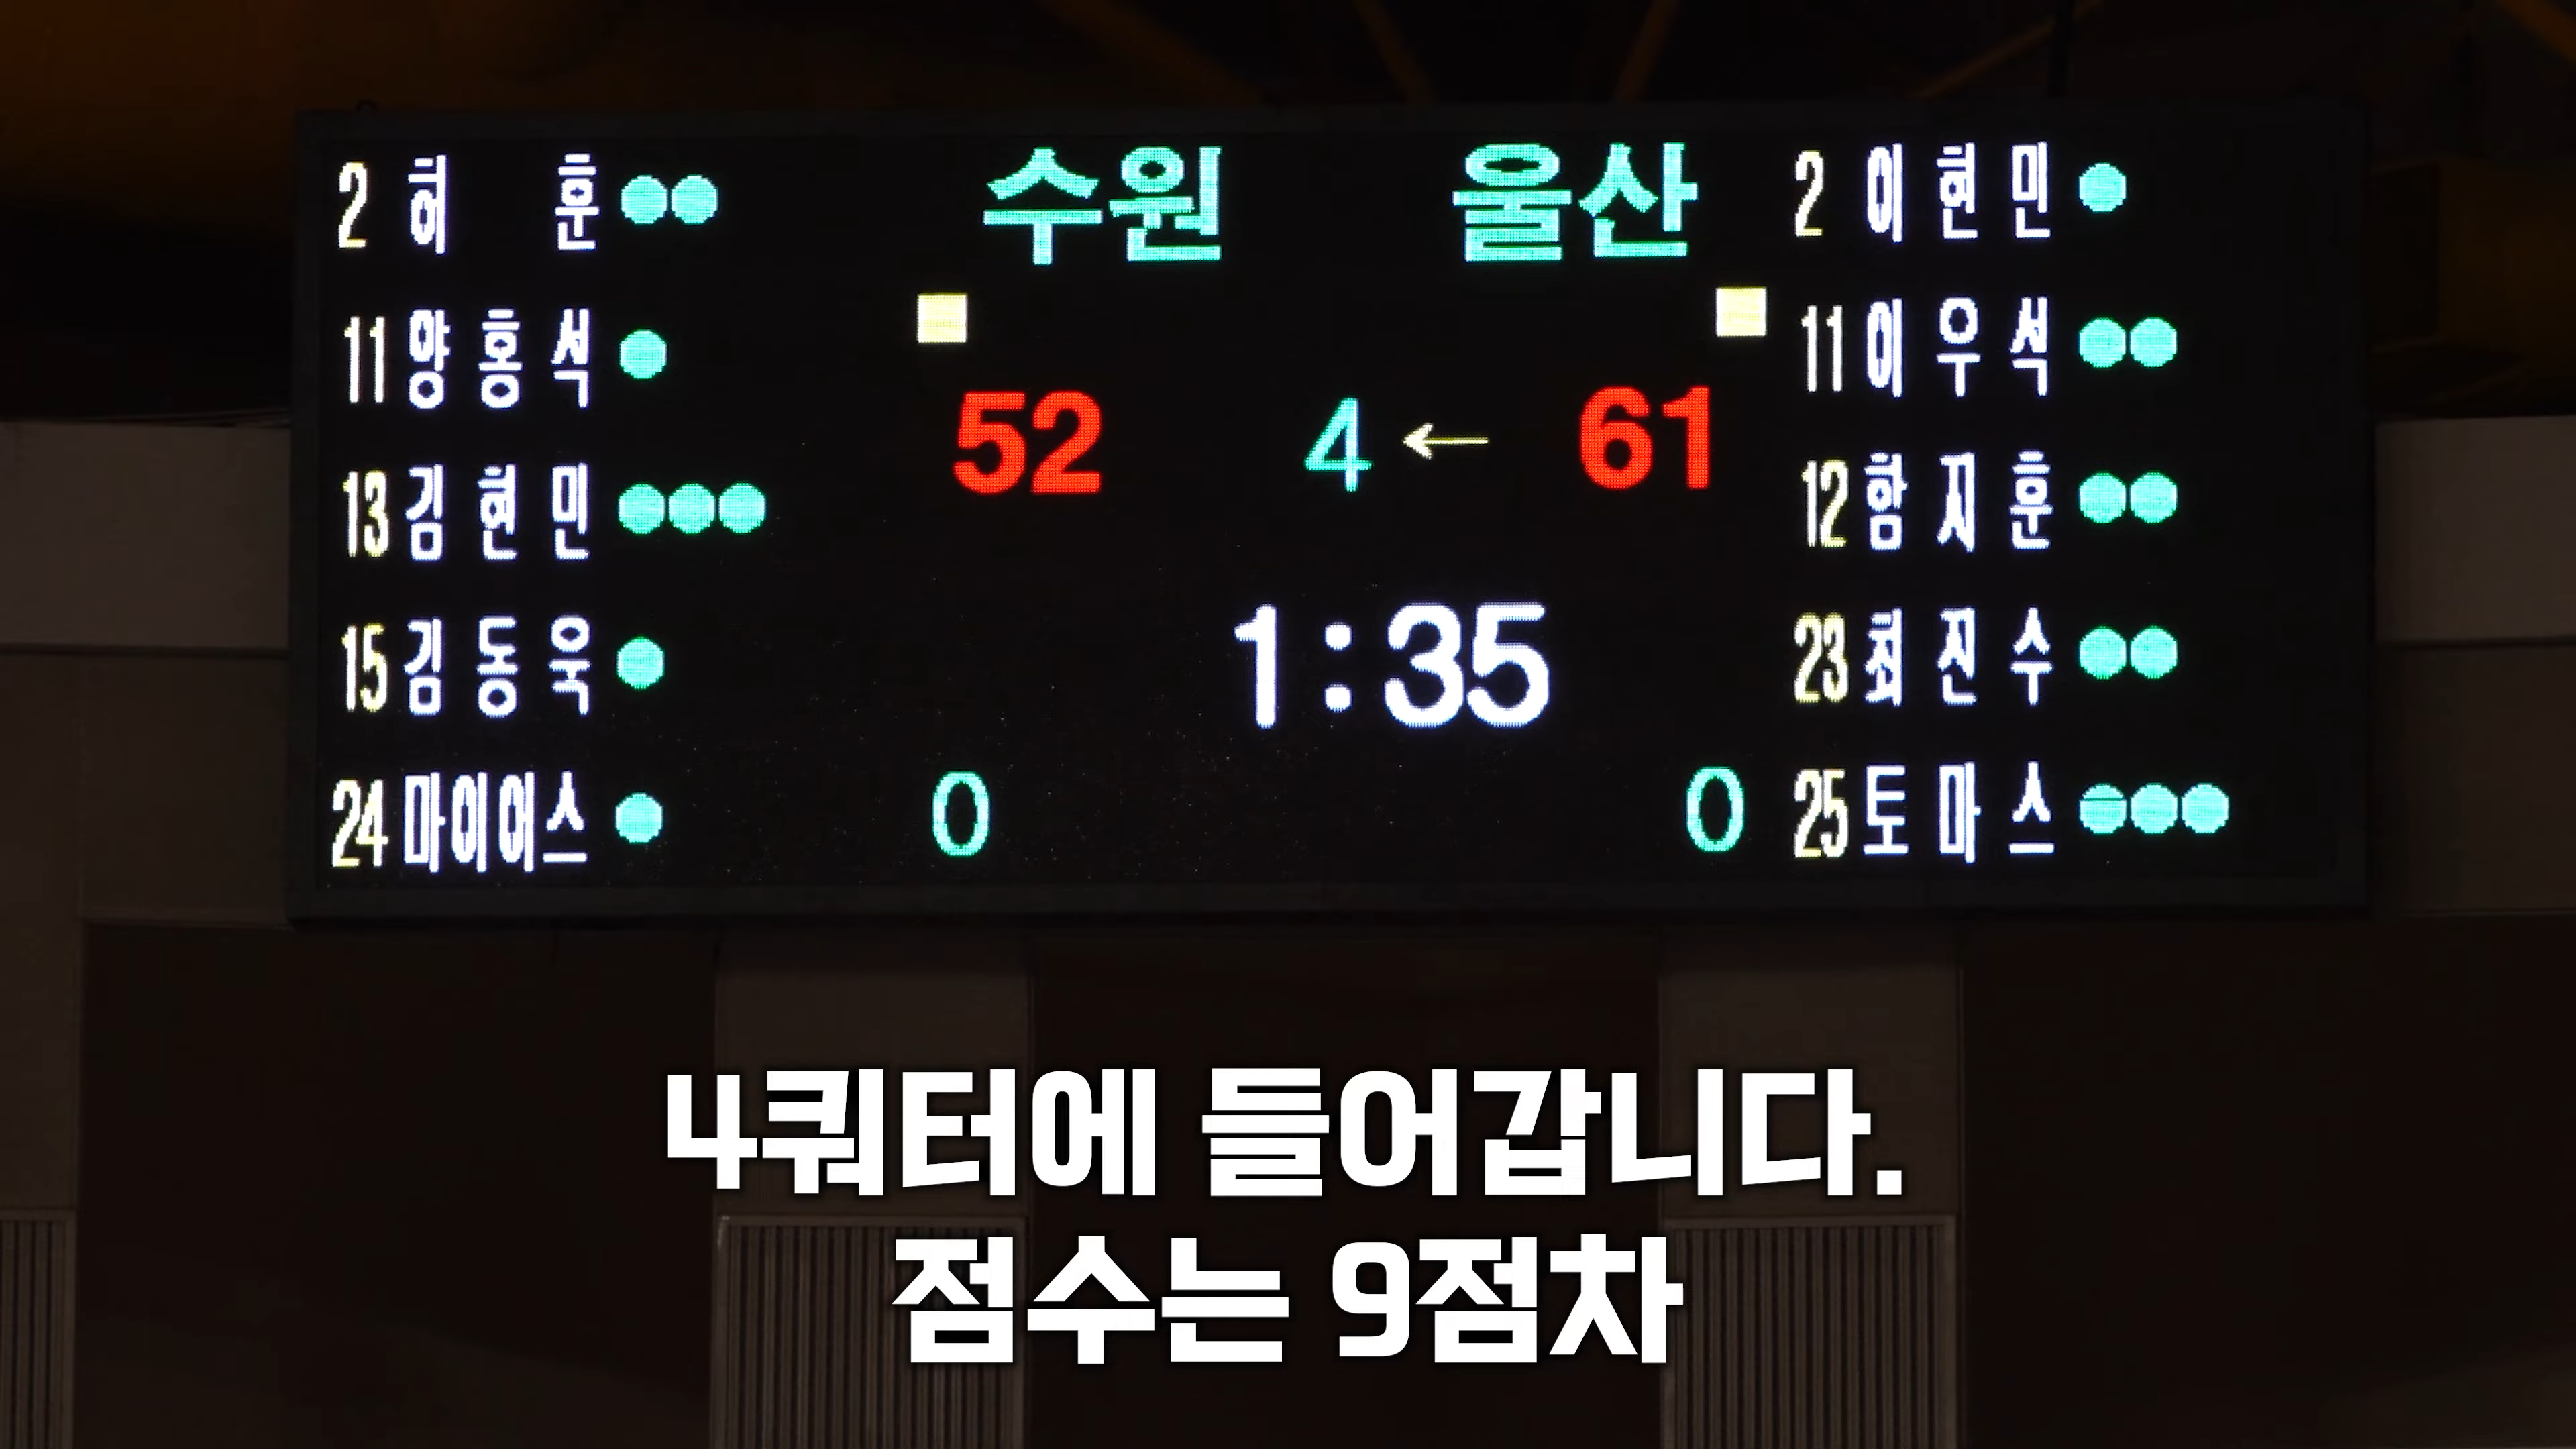 수원 울산
2 허 훈
11 양홍석
13 김현민
15 김동욱
24 마이어스
52 4 ← 61
1:35
0 0
2 이현민
11 이우석
12 함지훈
23 최진수
25 토마스
4쿼터에 들어갑니다.
점수는 9점차